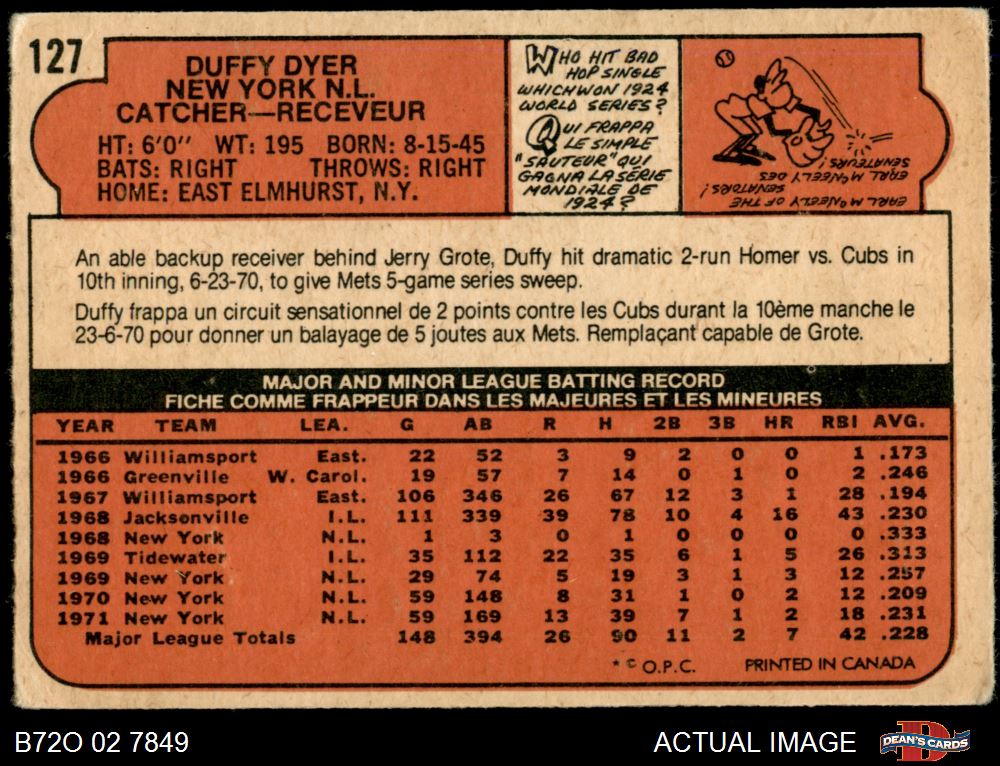 127
DUFFY DYER
NEW YORK N.L.
CATCHER—RECEVEUR
HT: 6'0" WT: 195 BORN: 8-15-45
BATS: RIGHT THROWS: RIGHT
HOME: EAST ELMHURST, N.Y.
WHO HIT BAD
HOP SINGLE
WHICH WON 1924
WORLD SERIES?
QUI FRAPPA
LE SIMPLE
"SAUTEUR" QUI
GAGNA LA SERIE
MONDIALE DE
1924?
EARL McNEELY OF THE
SENATORS!
EARL McNEELY DES
SENATEURS!
An able backup receiver behind Jerry Grote, Duffy hit dramatic 2-run Homer vs. Cubs in
10th inning, 6-23-70, to give Mets 5-game series sweep.
Duffy frappa un circuit sensationnel de 2 points contre les Cubs durant la 10ème manche le
23-6-70 pour donner un balayage de 5 joutes aux Mets. Remplaçant capable de Grote.
MAJOR AND MINOR LEAGUE BATTING RECORD
FICHE COMME FRAPPEUR DANS LES MAJEURES ET LES MINEURES
YEAR TEAM LEA. G AB R H 2B 3B HR RBI AVG.
1966 Williamsport East. 22 52 3 9 2 0 0 1 .173
1966 Greenville W. Carol. 19 57 7 14 0 1 0 2 .246
1967 Williamsport East. 106 346 26 67 12 3 1 28 .194
1968 Jacksonville I.L. 111 339 39 78 10 4 16 43 .230
1968 New York N.L. 1 3 0 1 0 0 0 0 .333
1969 Tidewater I.L. 35 112 22 35 6 1 5 26 .313
1969 New York N.L. 29 74 5 19 3 1 3 12 .257
1970 New York N.L. 59 148 8 31 1 0 2 12 .209
1971 New York N.L. 59 169 13 39 7 1 2 18 .231
Major League Totals 148 394 26 90 11 2 7 42 .228
* © O.P.C. PRINTED IN CANADA
B72O 02 7849
ACTUAL IMAGE
D
DEAN'S CARDS